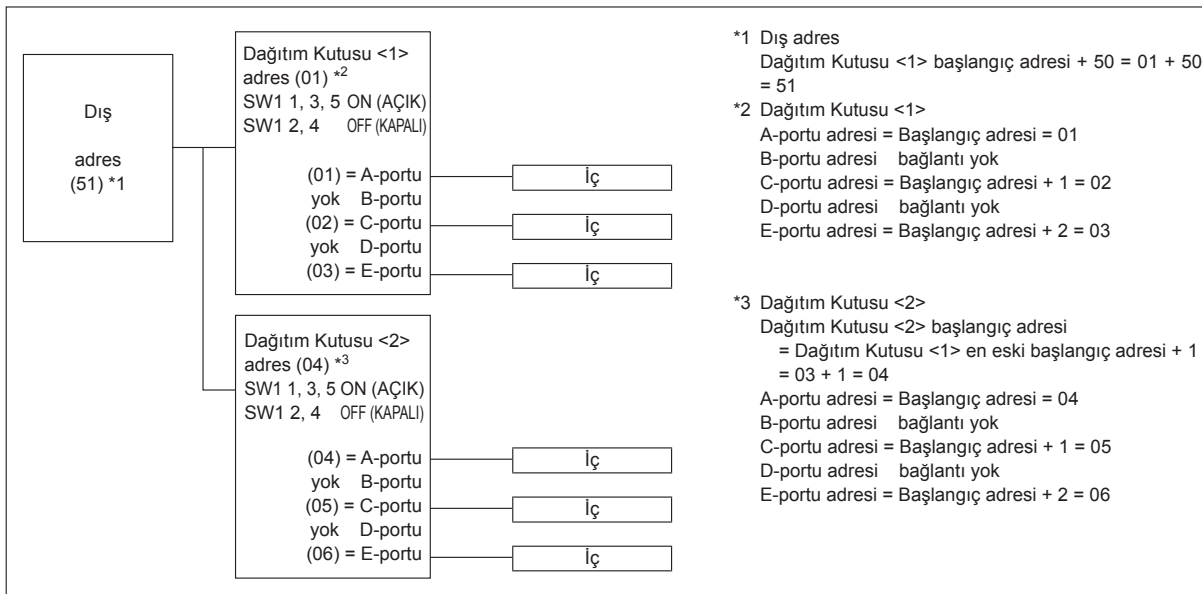 Dış
adres
(51) *1
Dağıtım Kutusu <1>
adres (01) *2
SW1 1, 3, 5 ON (AÇIK)
SW1 2, 4 OFF (KAPALI)
(01) = A-portu
yok B-portu
(02) = C-portu
yok D-portu
(03) = E-portu
İç
İç
İç
Dağıtım Kutusu <2>
adres (04) *3
SW1 1, 3, 5 ON (AÇIK)
SW1 2, 4 OFF (KAPALI)
(04) = A-portu
yok B-portu
(05) = C-portu
yok D-portu
(06) = E-portu
İç
İç
İç
*1 Dış adres
Dağıtım Kutusu <1> başlangıç adresi + 50 = 01 + 50
= 51
*2 Dağıtım Kutusu <1>
A-portu adresi = Başlangıç adresi = 01
B-portu adresi bağlantı yok
C-portu adresi = Başlangıç adresi + 1 = 02
D-portu adresi bağlantı yok
E-portu adresi = Başlangıç adresi + 2 = 03
*3 Dağıtım Kutusu <2>
Dağıtım Kutusu <2> başlangıç adresi
= Dağıtım Kutusu <1> en eski başlangıç adresi + 1
= 03 + 1 = 04
A-portu adresi = Başlangıç adresi = 04
B-portu adresi bağlantı yok
C-portu adresi = Başlangıç adresi + 1 = 05
D-portu adresi bağlantı yok
E-portu adresi = Başlangıç adresi + 2 = 06